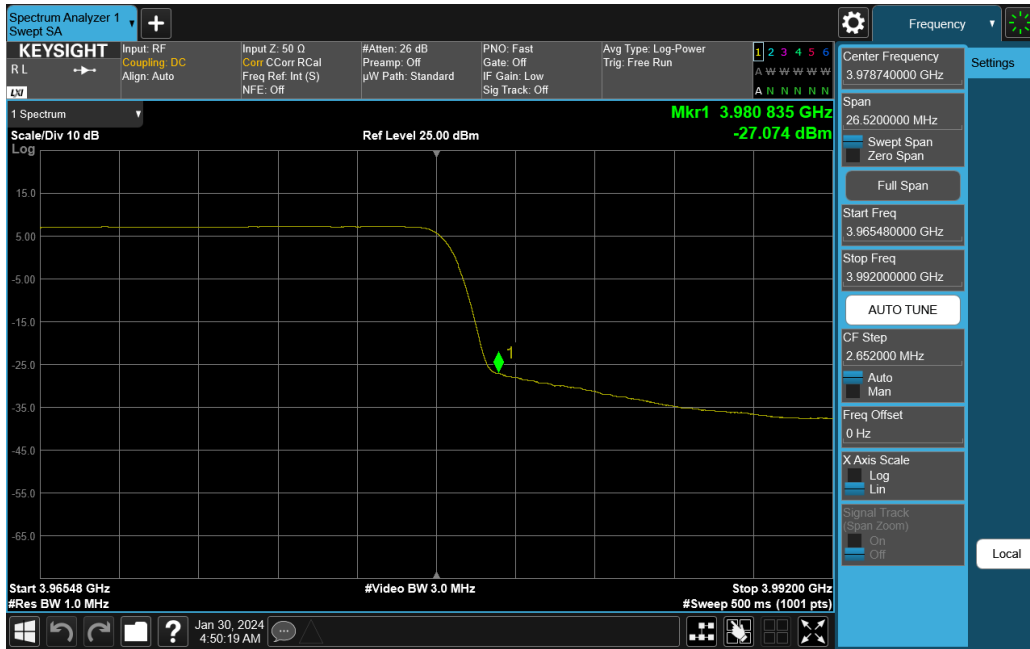 Spectrum Analyzer 1
Swept SA
Frequency
KEYSIGHT
R L
LXI
Input: RF
Coupling: DC
Align: Auto
Input Z: 50 Ω
Corr CCorr RCal
Freq Ref: Int (S)
NFE: Off
#Atten: 26 dB
Preamp: Off
µW Path: Standard
PNO: Fast
Gate: Off
IF Gain: Low
Sig Track: Off
Avg Type: Log-Power
Trig: Free Run
1 2 3 4 5 6
A W W W W W
A N N N N N
1 Spectrum
Scale/Div 10 dB
Ref Level 25.00 dBm
Mkr1 3.980 835 GHz
-27.074 dBm
Log
15.0
5.00
-5.00
-15.0
-25.0
-35.0
-45.0
-55.0
-65.0
1
Start 3.96548 GHz
#Res BW 1.0 MHz
#Video BW 3.0 MHz
Stop 3.99200 GHz
#Sweep 500 ms (1001 pts)
Jan 30, 2024
4:50:19 AM
Center Frequency
3.978740000 GHz
Span
26.5200000 MHz
Swept Span
Zero Span
Full Span
Start Freq
3.965480000 GHz
Stop Freq
3.992000000 GHz
AUTO TUNE
CF Step
2.652000 MHz
Auto
Man
Freq Offset
0 Hz
X Axis Scale
Log
Lin
Signal Track
(Span Zoom)
On
Off
Settings
Local